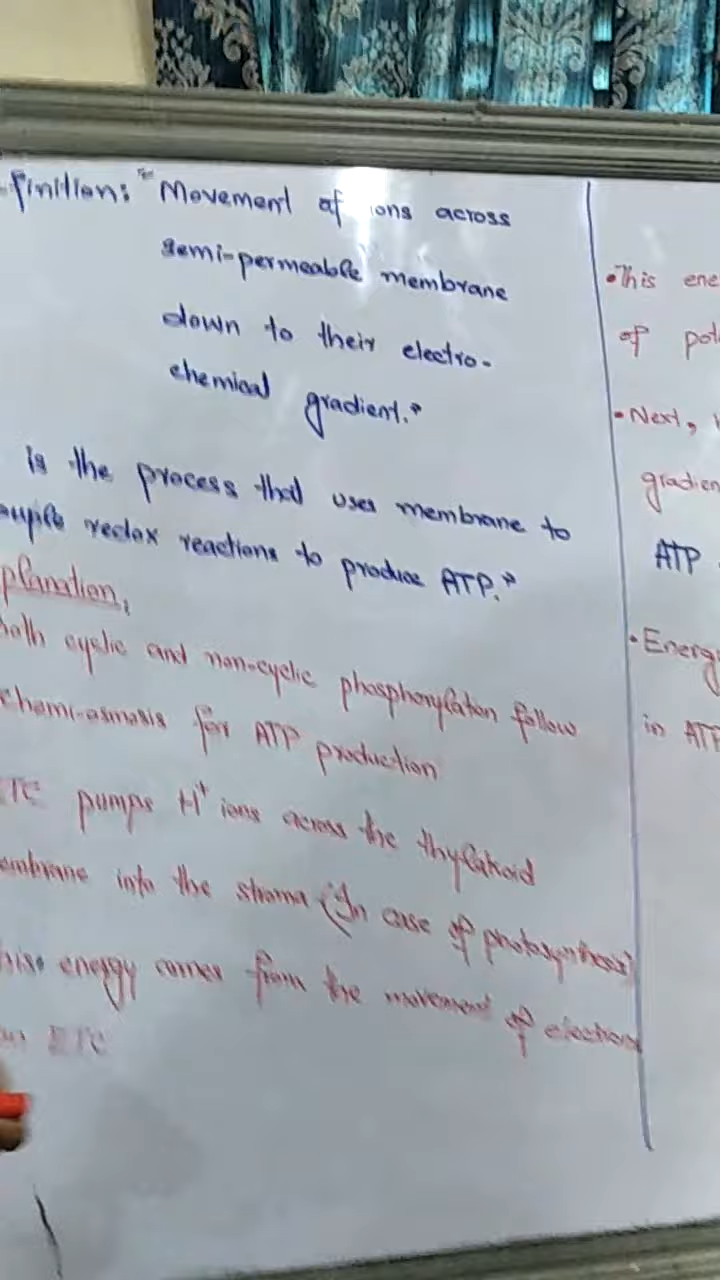 finition: "Movement of ions across
semi-permeable membrane
down to their electro-
chemical gradient."
is the process that uses membrane to
ouple redox reactions to produce ATP."
planation,
both cyclic and non-cyclic phosphorylation follow
chemi-osmosis for ATP production
ETC pumps H⁺ ions across the thylakoid
embrane into the stroma (In case of photosynthesis)
energy comes from the movement of electrons
ETC
•This ene
of pot
•Next,
gradien
ATP
•Energy
in ATP